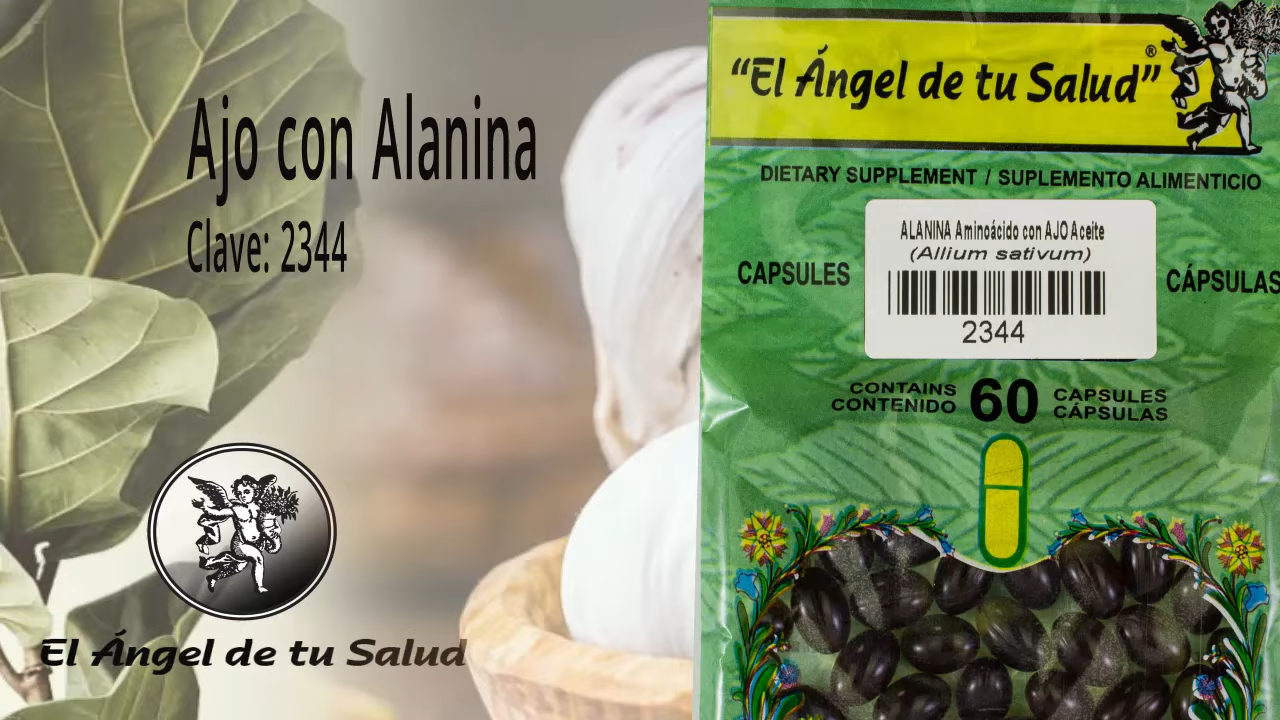 Ajo con Alanina
Clave: 2344
El Ángel de tu Salud
“El Ángel de tu Salud”®
DIETARY SUPPLEMENT / SUPLEMENTO ALIMENTICIO
ALANINA Aminoácido con AJO Aceite
(Allium sativum)
CAPSULES
CÁPSULAS
2344
CONTAINS
CONTENIDO
60
CAPSULES
CÁPSULAS